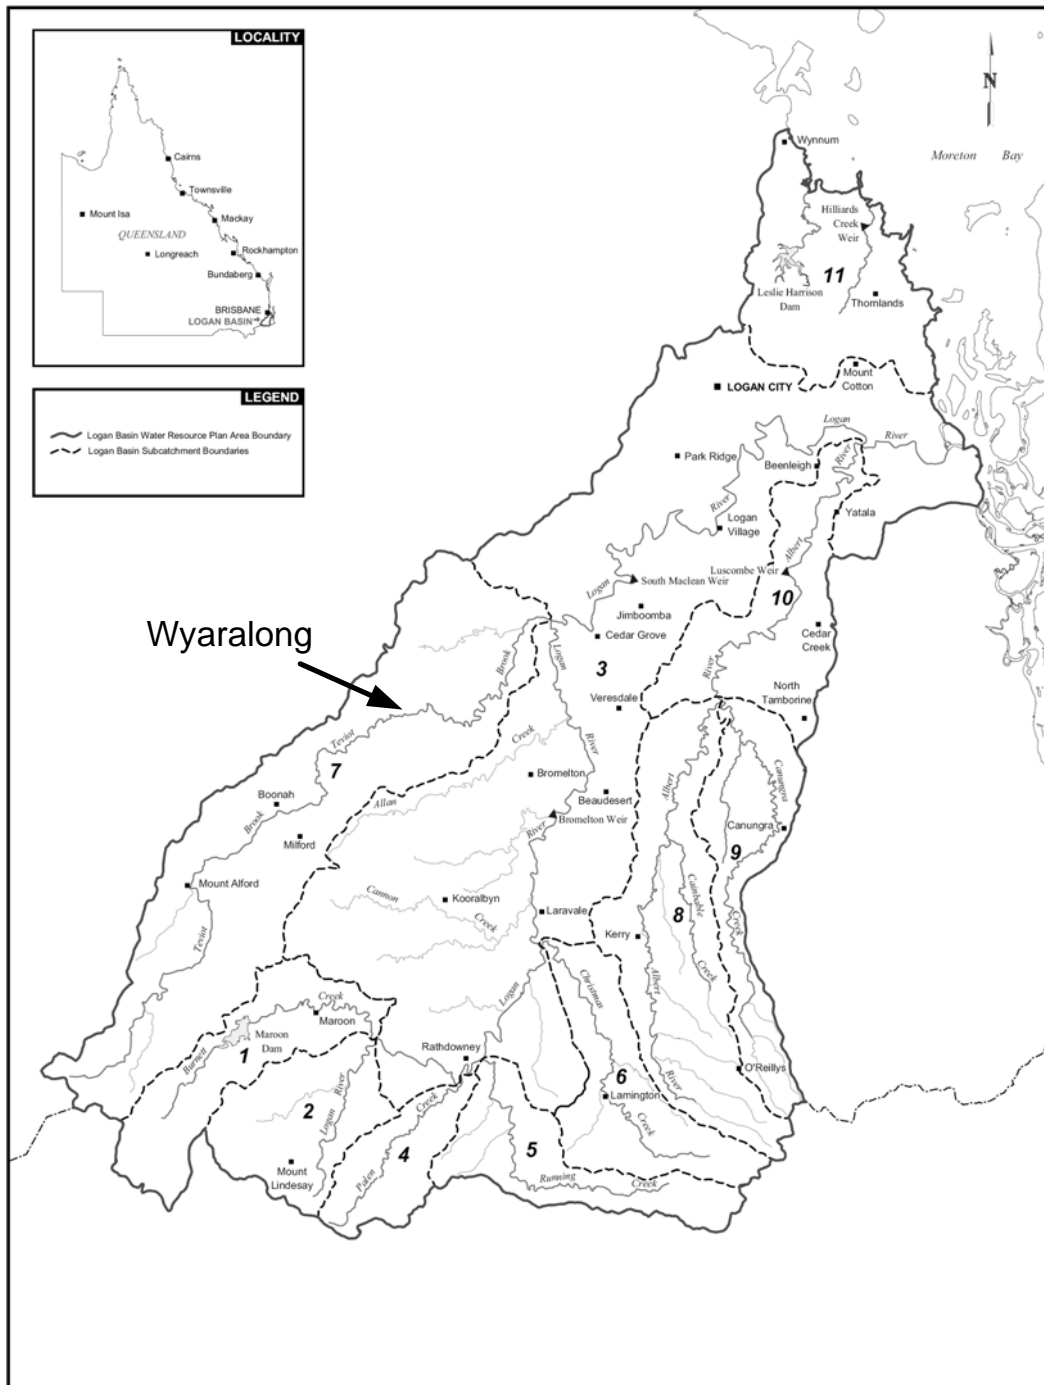 LOCALITY
Cairns
Townsville
Mount Isa
Mackay
QUEENSLAND
Longreach
Rockhampton
Bundaberg
BRISBANE
LOGAN BASIN
LEGEND
Logan Basin Water Resource Plan Area Boundary
Logan Basin Subcatchment Boundaries
N
Moreton Bay
Wynnum
Hilliards
Creek
Weir
11
Leslie Harrison
Dam
Thornlands
Mount
Cotton
LOGAN CITY
Logan
River
Park Ridge
Beenleigh
River
River
Logan
Village
Yatala
Albert
Luscombe Weir
Logan
South Maclean Weir
10
Jimboomba
Cedar Grove
Cedar
Creek
Wyaralong
Brook
Logan
3
River
North
Tamborine
Veresdale
Teviot
Creek
River
7
Bromelton
Albert
Canungra
Allan
Beaudesert
Boonah
Brook
Bromelton Weir
River
Canungra
Milford
9
Mount Alford
Cannon
Kooralbyn
Creek
Laravale
Cainbable
8
Creek
Kerry
Teviot
Christmas
Albert
Creek
Logan
Creek
Maroon
Maroon
Dam
Burnett
1
Rathdowney
O'Reillys
River
6
Lamington
Creek
2
Logan River
Creek
4
Palen
5
Mount
Lindesay
Running
Creek